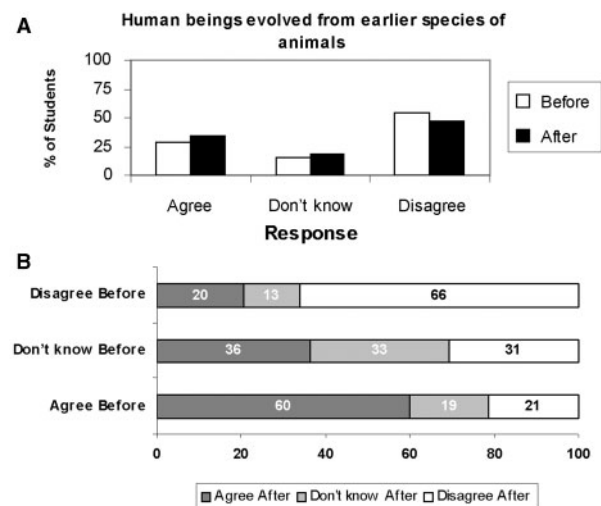 A
Human beings evolved from earlier species of
animals
% of Students
100
75
50
25
0
Agree
Don't know
Disagree
Response
Before
After
B
Disagree Before
20
13
66
Don't know Before
36
33
31
Agree Before
60
19
21
0
20
40
60
80
100
Agree After
Don't know After
Disagree After